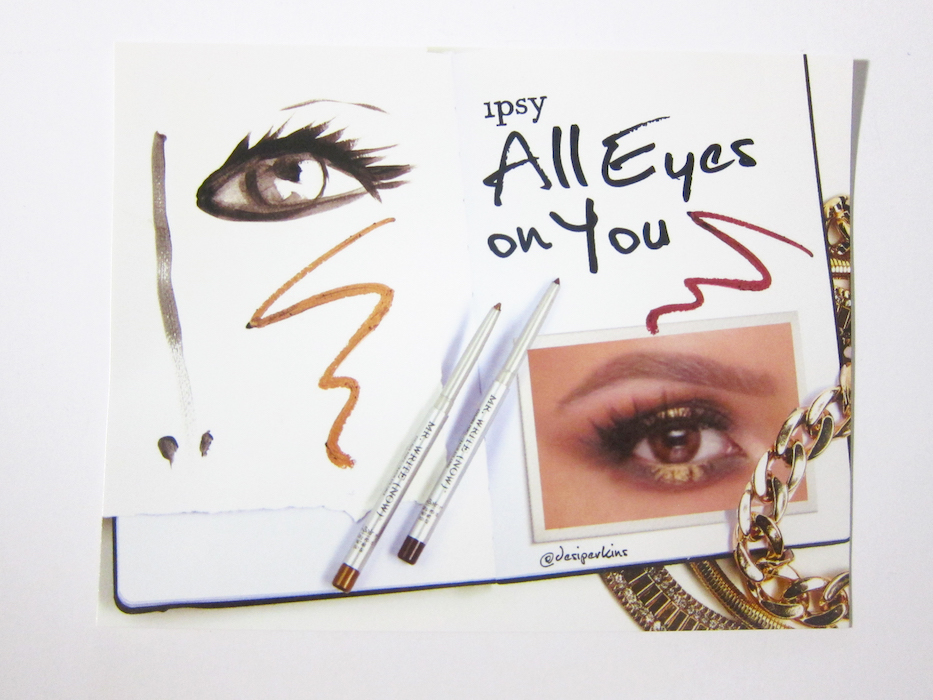 ipsy
All Eyes
on You
MR. WRITE (NOW)
MR. WRITE (NOW)
@desiperkins